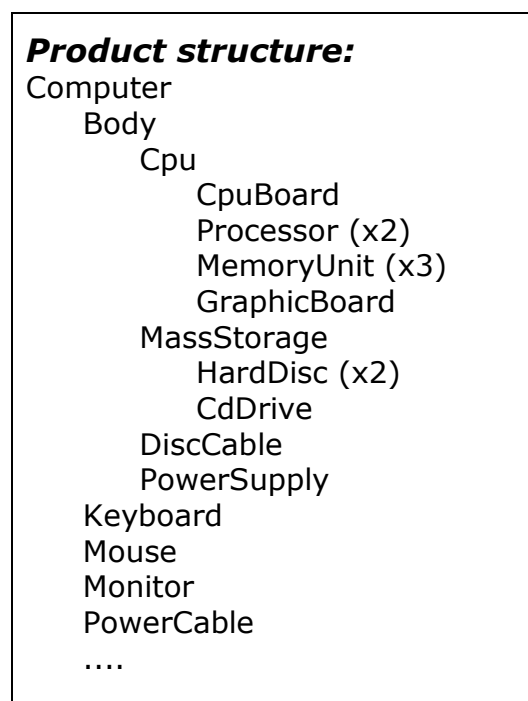 Product structure:
Computer
Body
Cpu
CpuBoard
Processor (x2)
MemoryUnit (x3)
GraphicBoard
MassStorage
HardDisc (x2)
CdDrive
DiscCable
PowerSupply
Keyboard
Mouse
Monitor
PowerCable
....